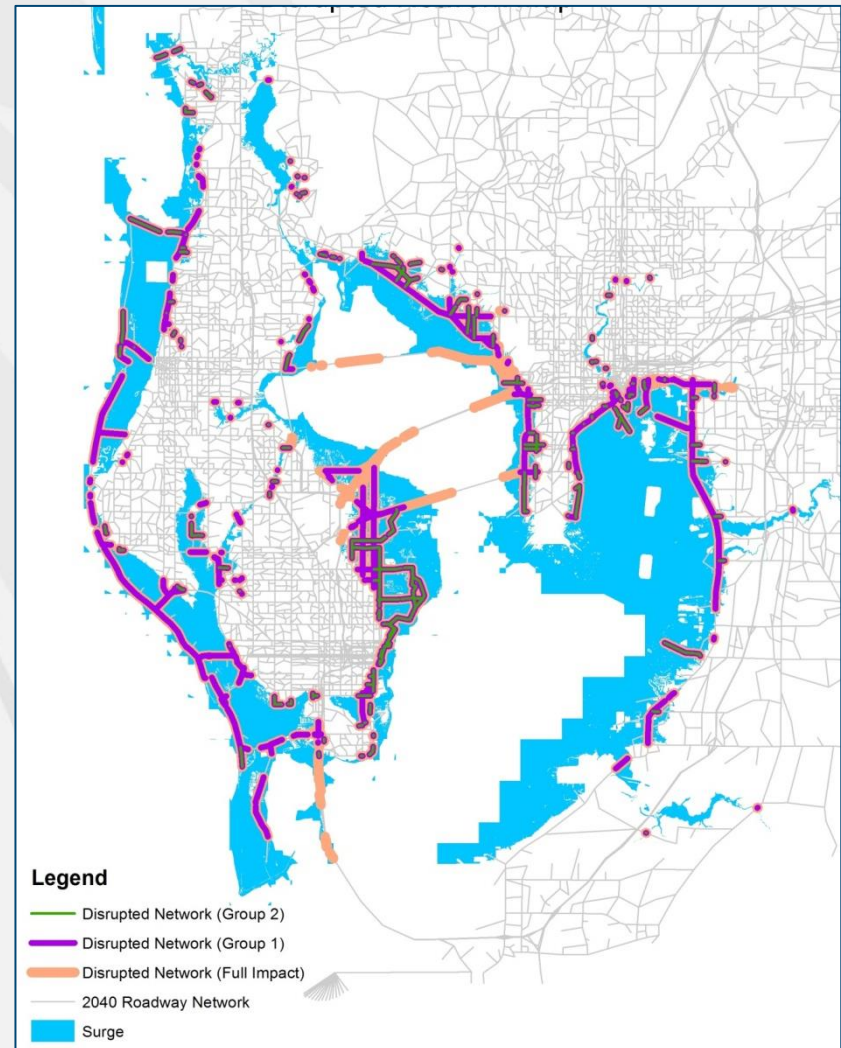 Legend
Disrupted Network (Group 2)
Disrupted Network (Group 1)
Disrupted Network (Full Impact)
2040 Roadway Network
Surge